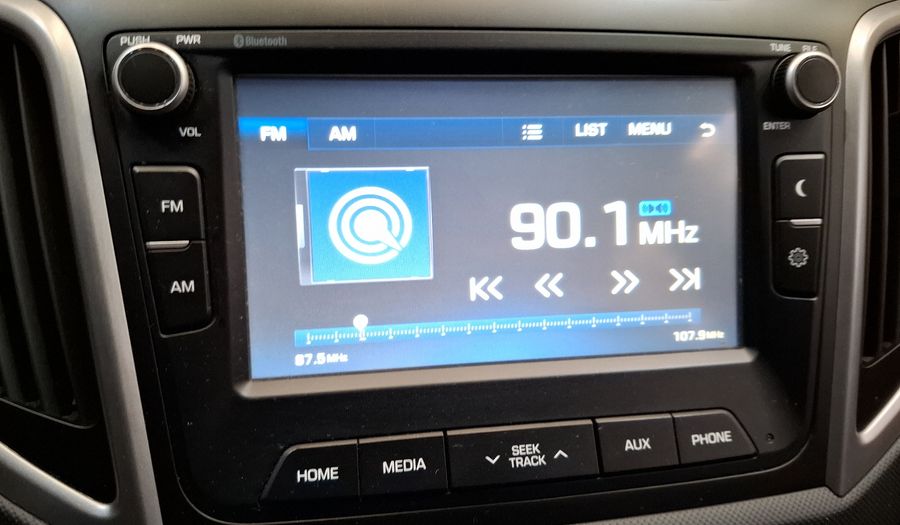 PUSH PWR
Bluetooth
TUNE FILE
VOL
ENTER
FM AM LIST MENU
FM
AM
90.1 MHz
87.5 MHz
107.9 MHz
HOME
MEDIA
SEEK
TRACK
AUX
PHONE